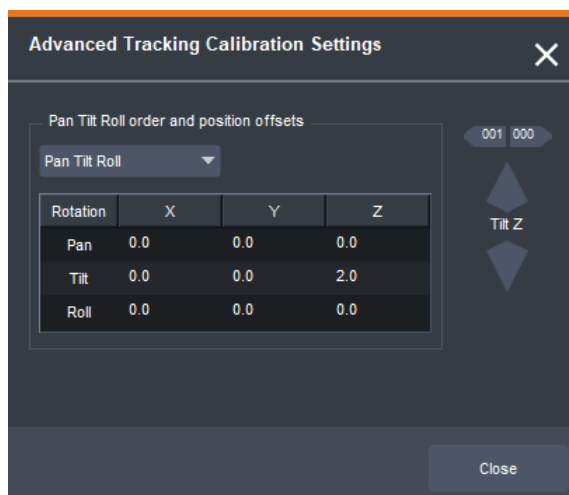 Advanced Tracking Calibration Settings
Pan Tilt Roll order and position offsets
001 000
Pan Tilt Roll
Rotation X Y Z
Tilt Z
Pan 0.0 0.0 0.0
Tilt 0.0 0.0 2.0
Roll 0.0 0.0 0.0
Close